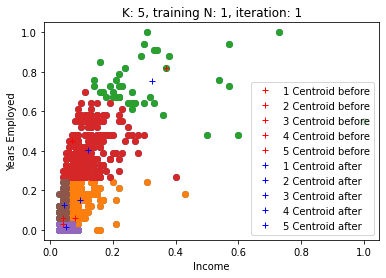 K: 5, training N: 1, iteration: 1
1.0
0.8
0.6
0.4
0.2
0.0
Years Employed
1 Centroid before
2 Centroid before
3 Centroid before
4 Centroid before
5 Centroid before
1 Centroid after
2 Centroid after
3 Centroid after
4 Centroid after
5 Centroid after
0.0 0.2 0.4 0.6 0.8 1.0
Income